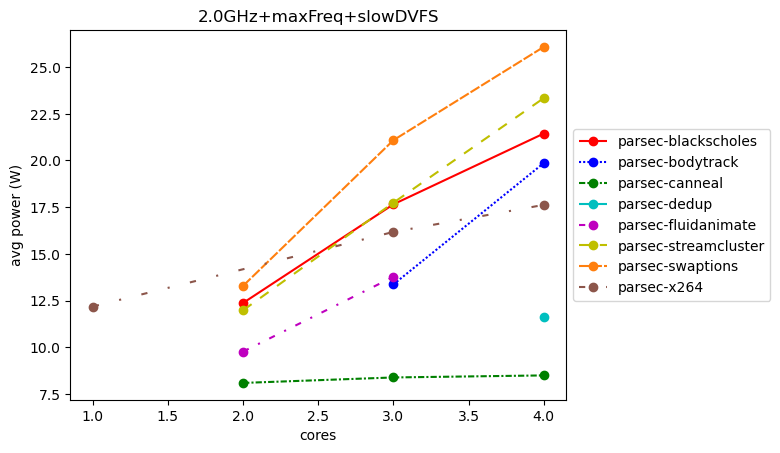 2.0GHz+maxFreq+slowDVFS
avg power (W)
25.0
22.5
20.0
17.5
15.0
12.5
10.0
7.5
1.0 1.5 2.0 2.5 3.0 3.5 4.0
cores
parsec-blackscholes
parsec-bodytrack
parsec-canneal
parsec-dedup
parsec-fluidanimate
parsec-streamcluster
parsec-swaptions
parsec-x264